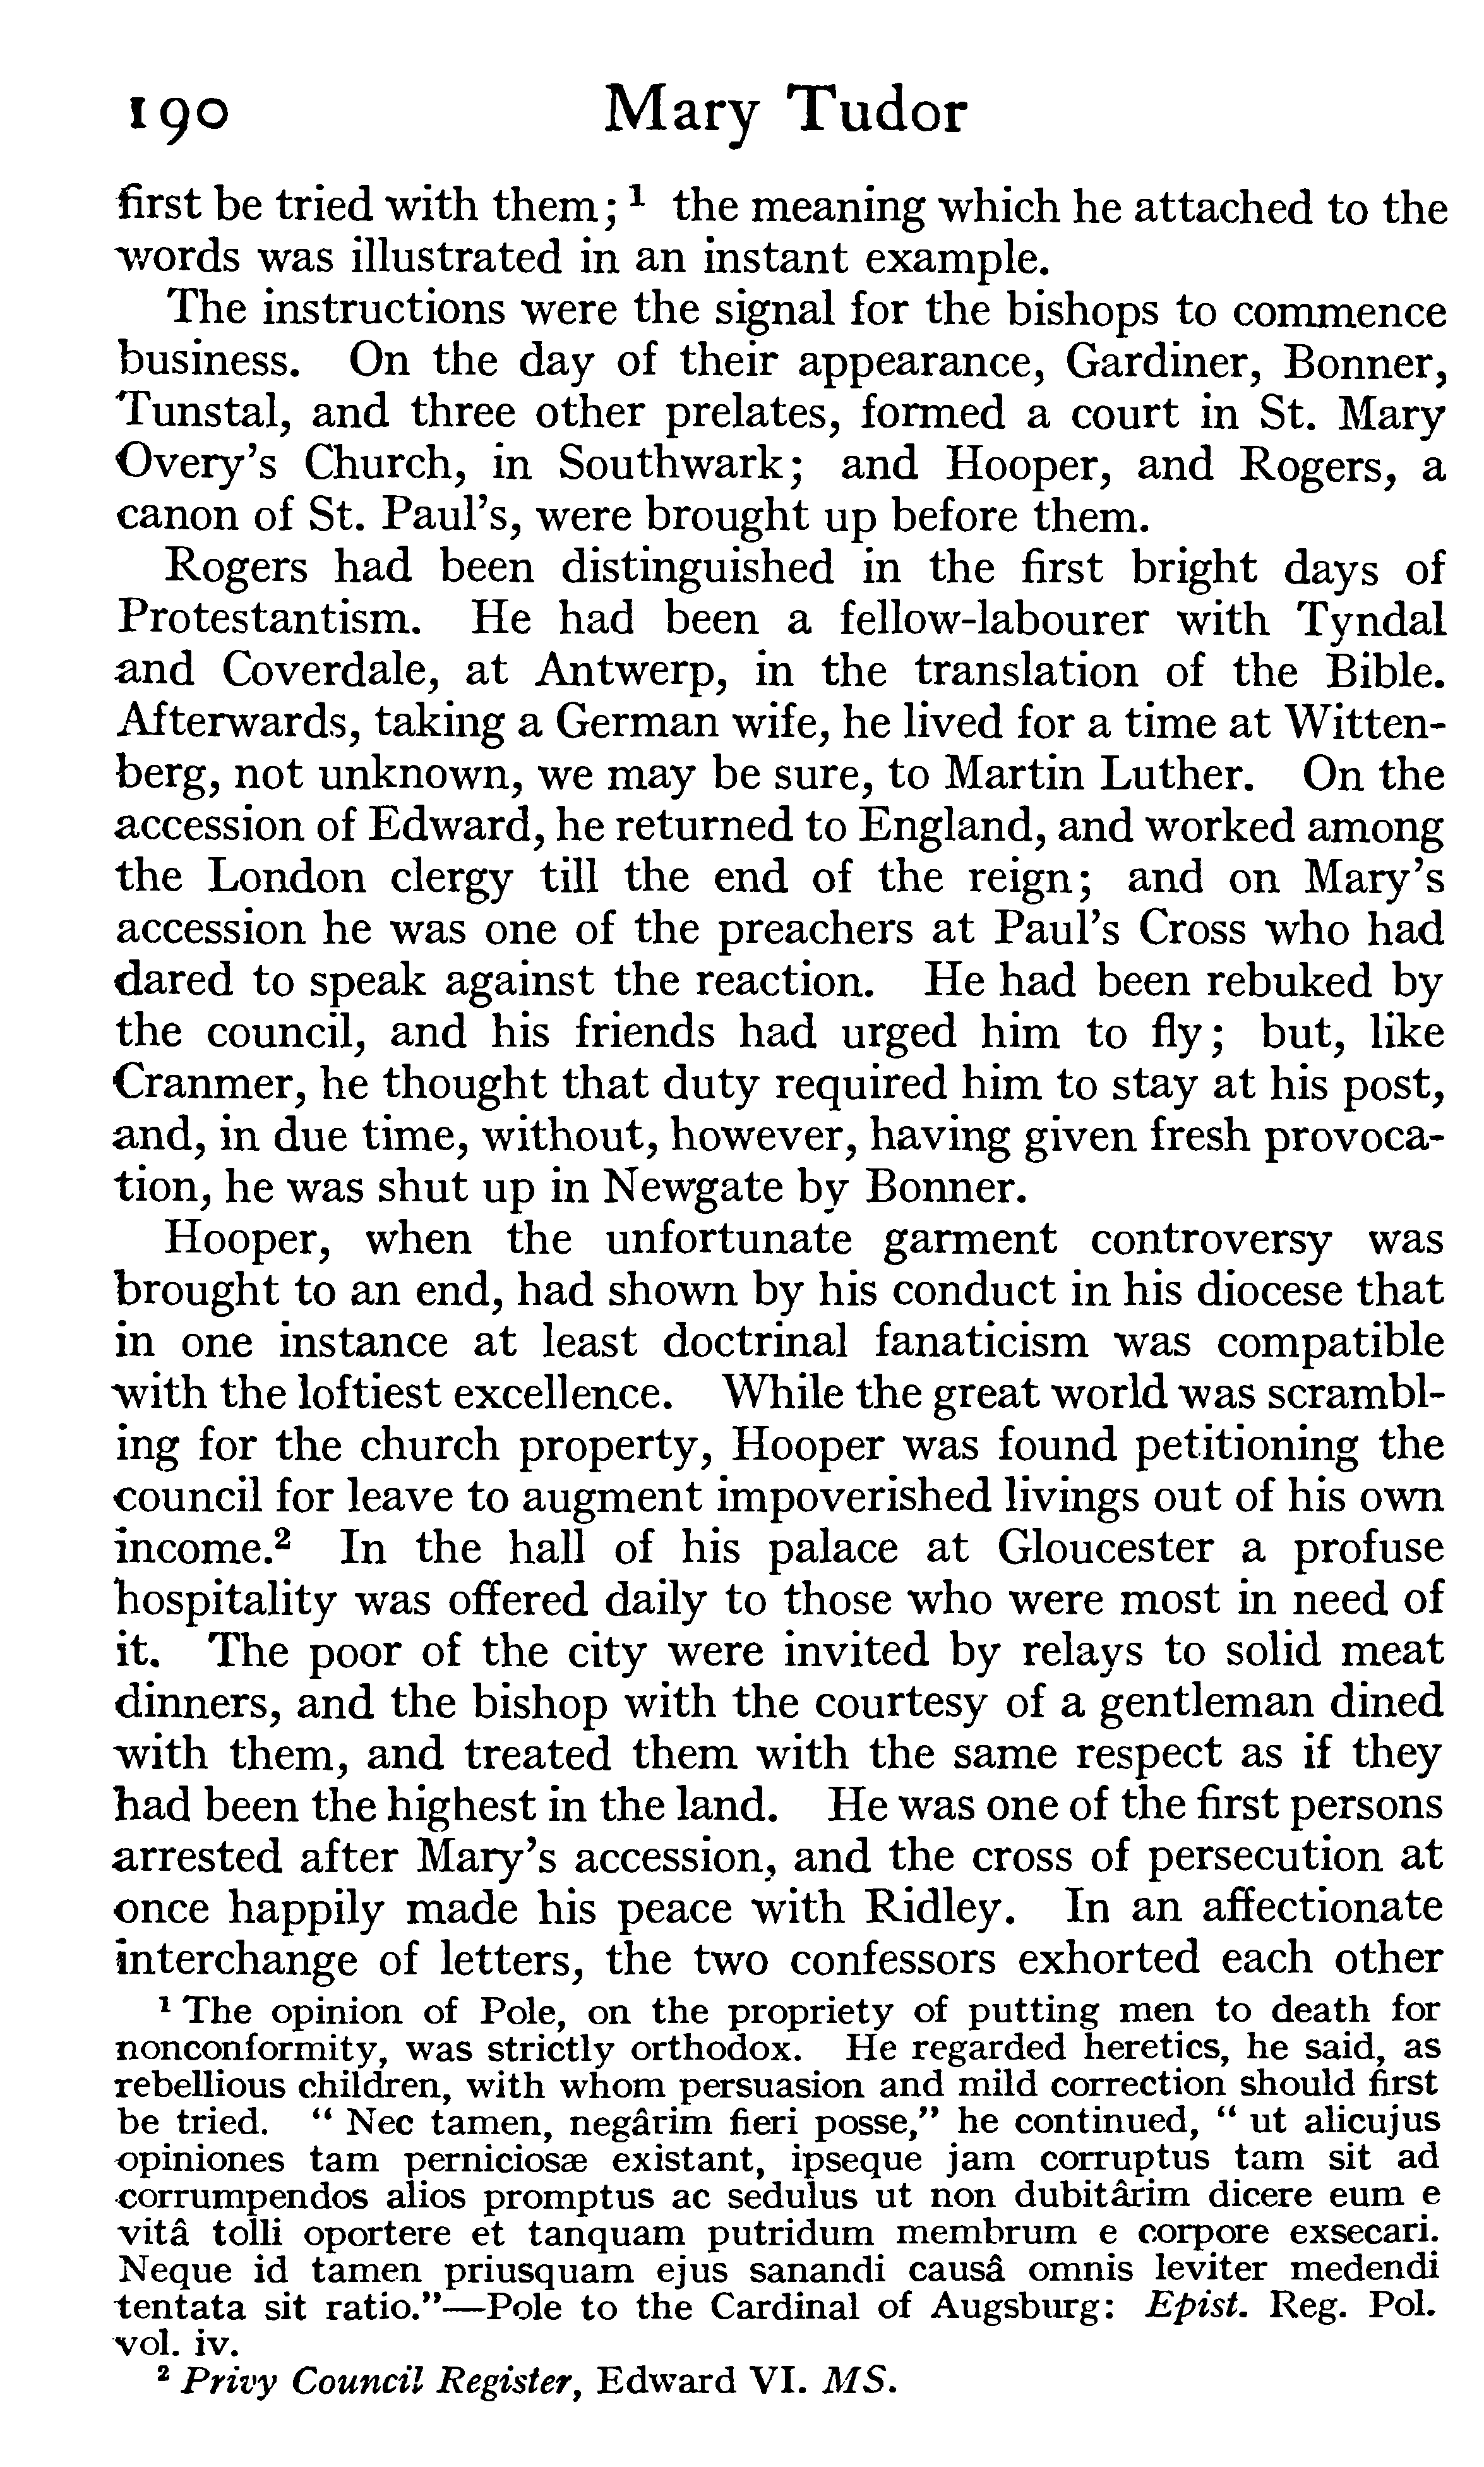 190 Mary Tudor
first be tried with them; ¹ the meaning which he attached to the
words was illustrated in an instant example.
The instructions were the signal for the bishops to commence
business. On the day of their appearance, Gardiner, Bonner,
Tunstal, and three other prelates, formed a court in St. Mary
Overy's Church, in Southwark; and Hooper, and Rogers, a
canon of St. Paul's, were brought up before them.
Rogers had been distinguished in the first bright days of
Protestantism. He had been a fellow-labourer with Tyndal
and Coverdale, at Antwerp, in the translation of the Bible.
Afterwards, taking a German wife, he lived for a time at Witten-
berg, not unknown, we may be sure, to Martin Luther. On the
accession of Edward, he returned to England, and worked among
the London clergy till the end of the reign; and on Mary's
accession he was one of the preachers at Paul's Cross who had
dared to speak against the reaction. He had been rebuked by
the council, and his friends had urged him to fly; but, like
Cranmer, he thought that duty required him to stay at his post,
and, in due time, without, however, having given fresh provoca-
tion, he was shut up in Newgate by Bonner.
Hooper, when the unfortunate garment controversy was
brought to an end, had shown by his conduct in his diocese that
in one instance at least doctrinal fanaticism was compatible
with the loftiest excellence. While the great world was scrambl-
ing for the church property, Hooper was found petitioning the
council for leave to augment impoverished livings out of his own
income.² In the hall of his palace at Gloucester a profuse
hospitality was offered daily to those who were most in need of
it. The poor of the city were invited by relays to solid meat
dinners, and the bishop with the courtesy of a gentleman dined
with them, and treated them with the same respect as if they
had been the highest in the land. He was one of the first persons
arrested after Mary's accession, and the cross of persecution at
once happily made his peace with Ridley. In an affectionate
interchange of letters, the two confessors exhorted each other
¹ The opinion of Pole, on the propriety of putting men to death for
nonconformity, was strictly orthodox. He regarded heretics, he said, as
rebellious children, with whom persuasion and mild correction should first
be tried. " Nec tamen, negârim fieri posse," he continued, " ut alicujus
opiniones tam perniciosæ existant, ipseque jam corruptus tam sit ad
corrumpendos alios promptus ac sedulus ut non dubitârim dicere eum e
vitâ tolli oportere et tanquam putridum membrum e corpore exsecari.
Neque id tamen priusquam ejus sanandi causâ omnis leviter medendi
tentata sit ratio."—Pole to the Cardinal of Augsburg: Epist. Reg. Pol.
vol. iv.
² Privy Council Register, Edward VI. MS.